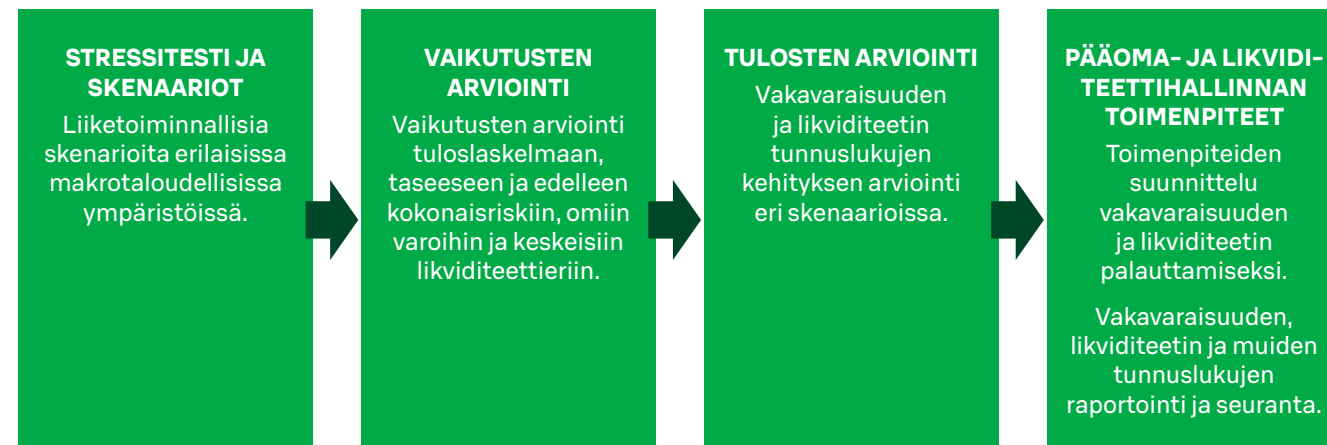 STRESSITESTI JA
SKENAARIOT
Liiketoiminnallisia
skenarioita erilaisissa
makrotaloudellisissa
ympäristöissä.
VAIKUTUSTEN
ARVIOINTI
Vaikutusten arviointi
tuloslaskelmaan,
taseeseen ja edelleen
kokonaisriskiin, omiin
varoihin ja keskeisiin
likviditeettieriin.
TULOSTEN ARVIOINTI
Vakavaraisuuden
ja likviditeetin
tunnuslukujen
kehityksen arviointi
eri skenaarioissa.
PÄÄOMA- JA LIKVIDI-
TEETTIHALLINNAN
TOIMENPITEET
Toimenpiteiden
suunnittelu
vakavaraisuuden
ja likviditeetin
palauttamiseksi.
Vakavaraisuuden,
likviditeetin ja muiden
tunnuslukujen
raportointi ja seuranta.